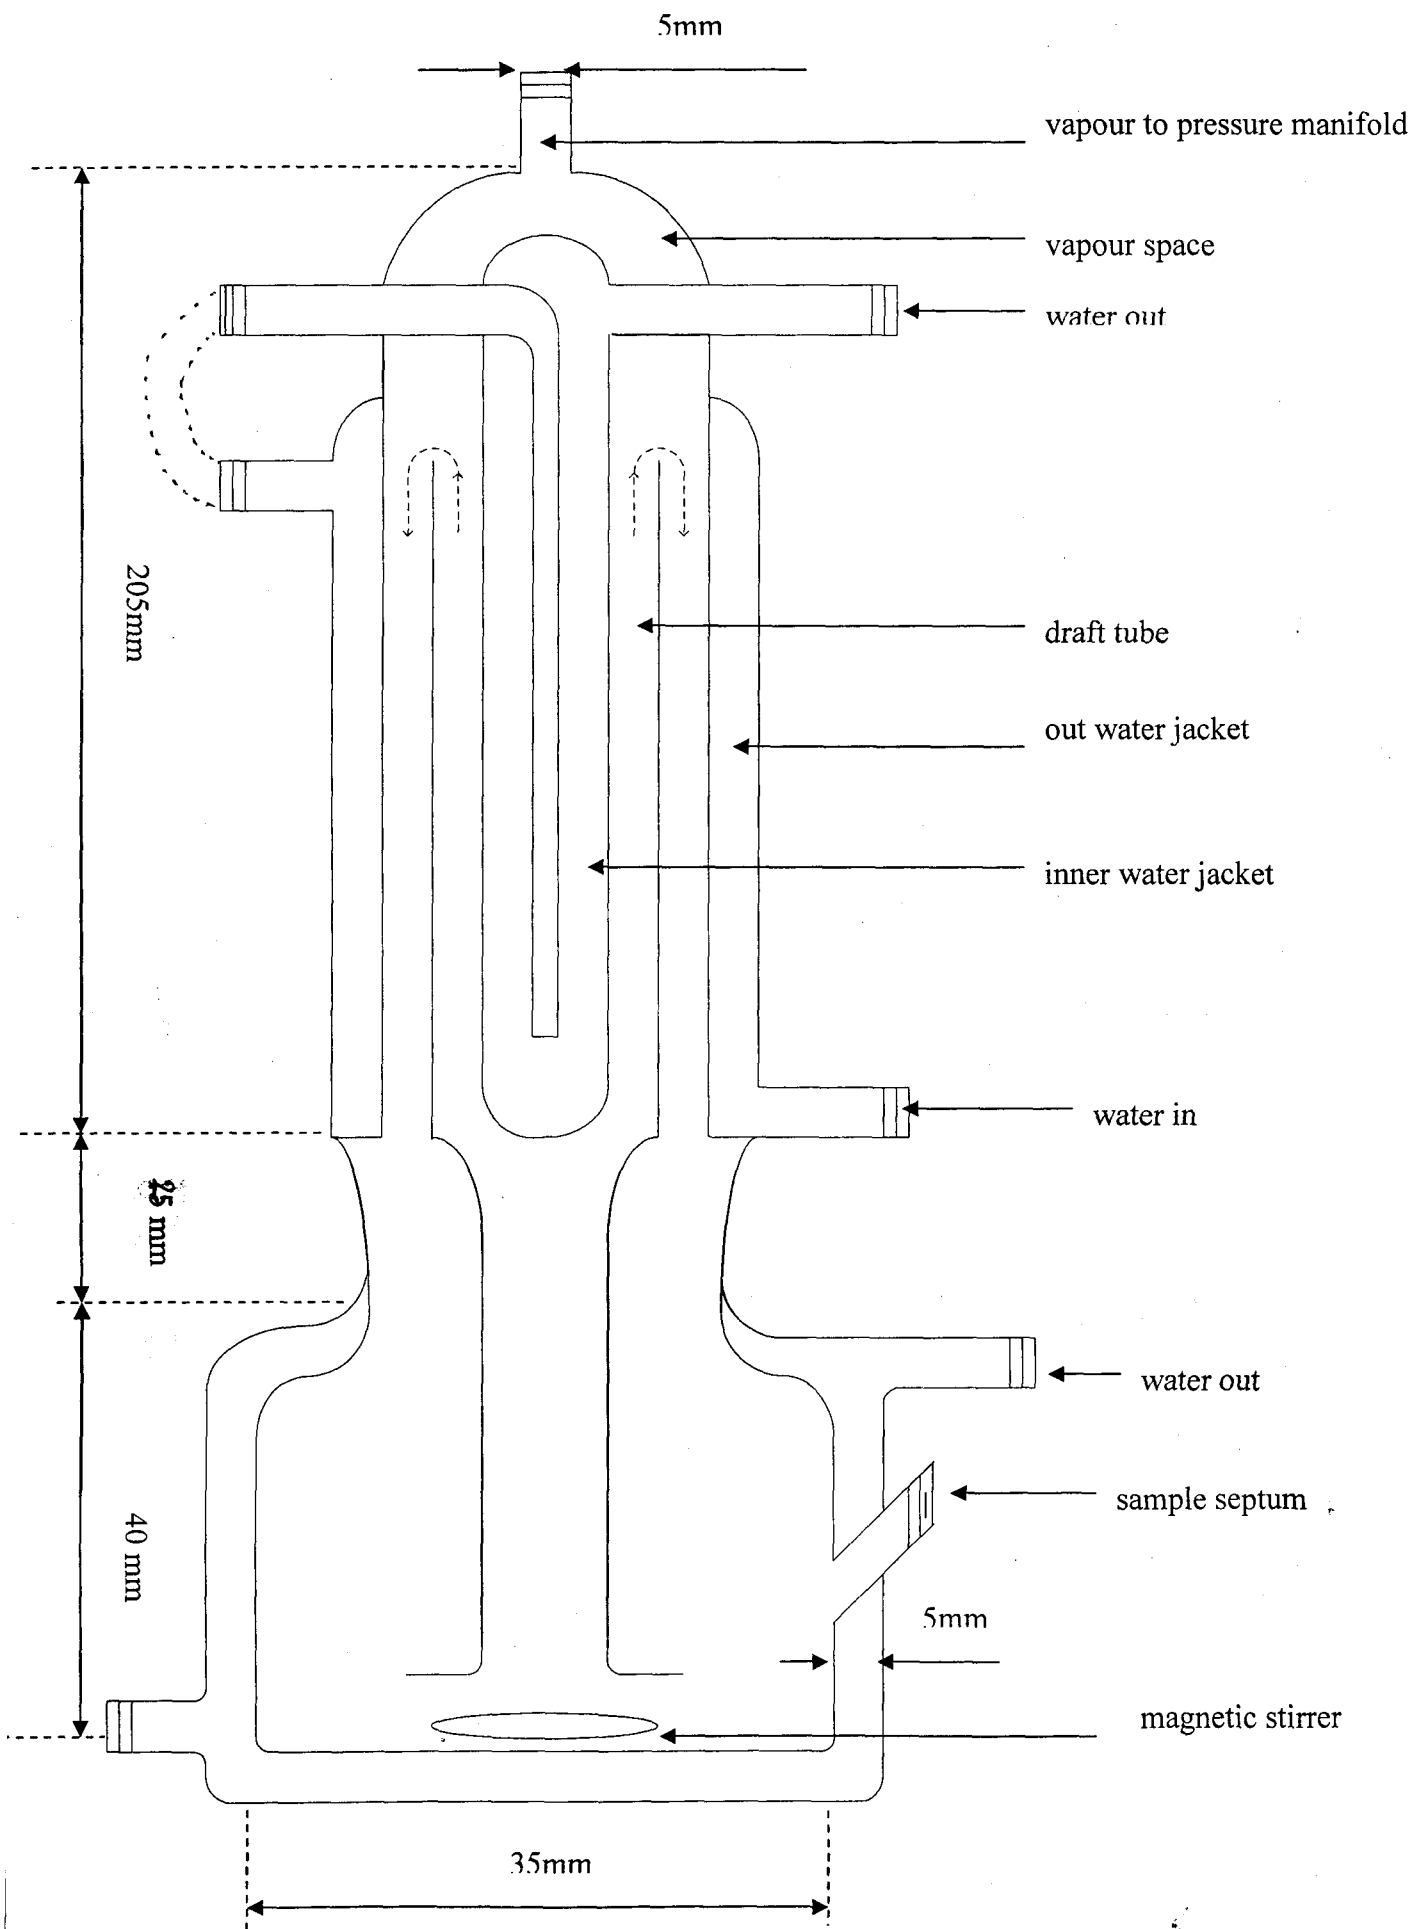 5mm
vapour to pressure manifold
vapour space
water out
205mm
draft tube
out water jacket
inner water jacket
water in
mm
water out
sample septum
40 mm
5mm
magnetic stirrer
35mm